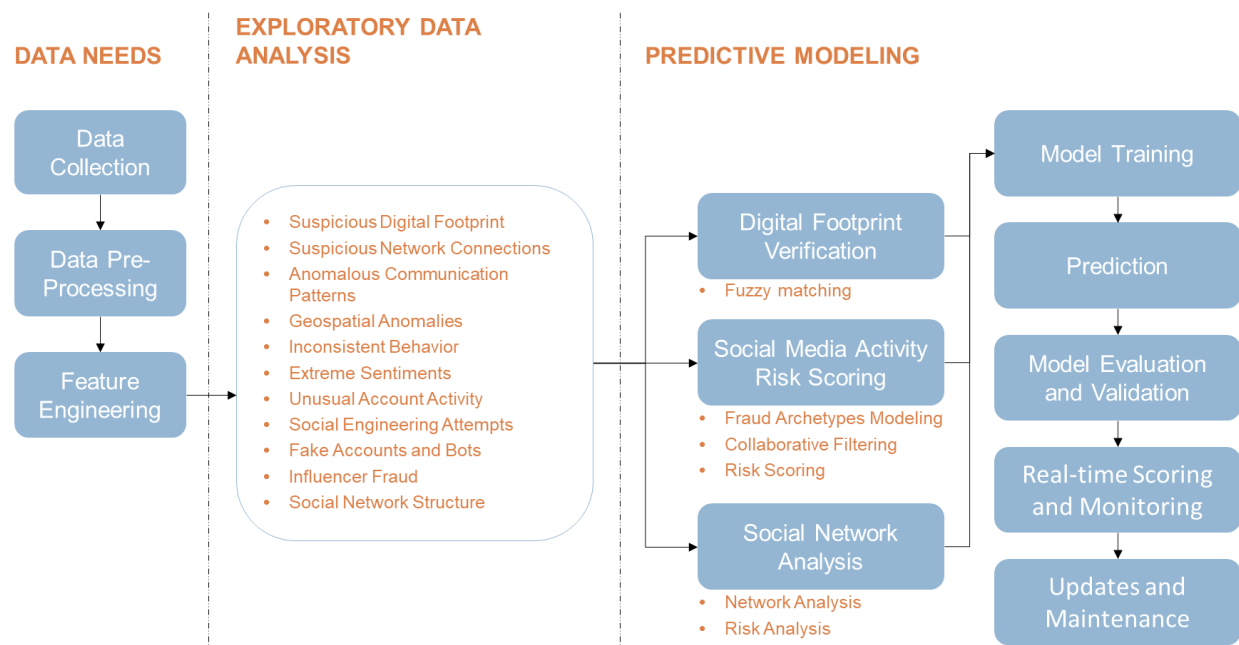 DATA NEEDS
Data
Collection
Data Pre-
Processing
Feature
Engineering
EXPLORATORY DATA
ANALYSIS
• Suspicious Digital Footprint
• Suspicious Network Connections
• Anomalous Communication
Patterns
• Geospatial Anomalies
• Inconsistent Behavior
• Extreme Sentiments
• Unusual Account Activity
• Social Engineering Attempts
• Fake Accounts and Bots
• Influencer Fraud
• Social Network Structure
PREDICTIVE MODELING
Digital Footprint
Verification
• Fuzzy matching
Social Media Activity
Risk Scoring
• Fraud Archetypes Modeling
• Collaborative Filtering
• Risk Scoring
Social Network
Analysis
• Network Analysis
• Risk Analysis
Model Training
Prediction
Model Evaluation
and Validation
Real-time Scoring
and Monitoring
Updates and
Maintenance